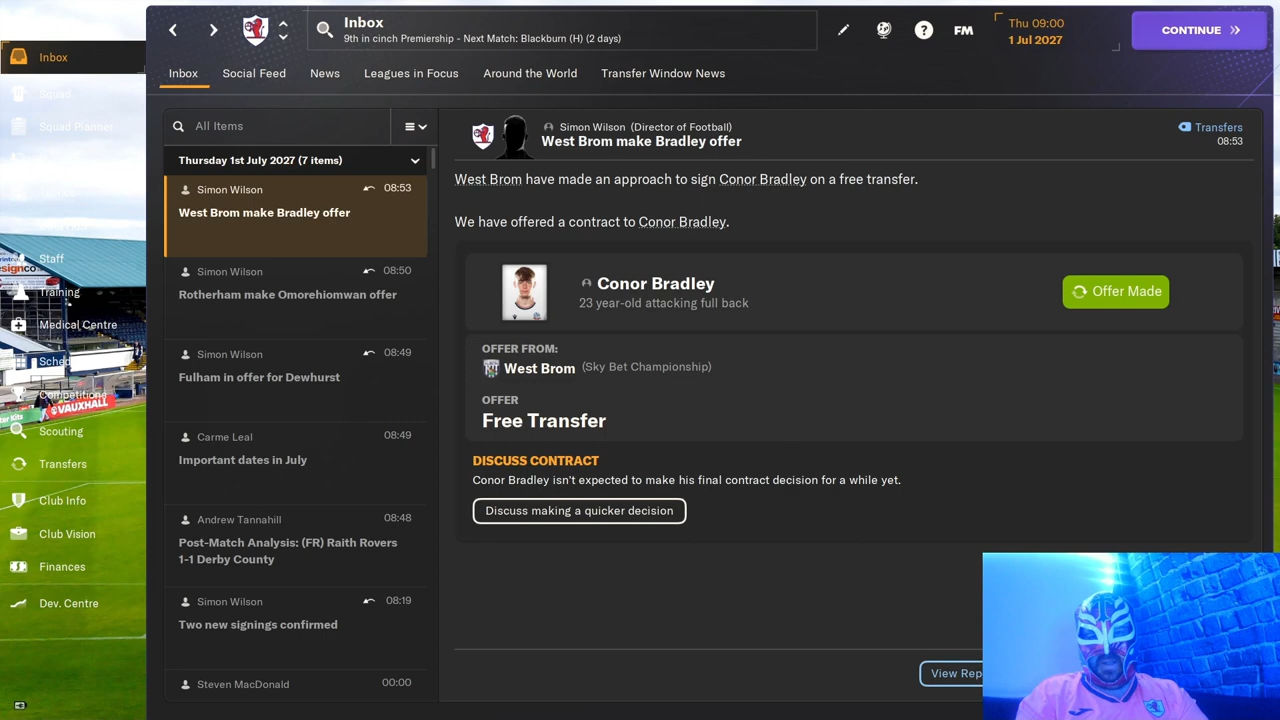 Inbox
9th in cinch Premiership - Next Match: Blackburn (H) (2 days)
FM
Thu 09:00
1 Jul 2027
CONTINUE
Inbox
Social Feed
News
Leagues in Focus
Around the World
Transfer Window News
Inbox
Squad
Squad Planner
Staff
Training
Medical Centre
Sched
Competitions
VAUXHALL
Scouting
Transfers
Club Info
Club Vision
Finances
Dev. Centre
All Items
Thursday 1st July 2027 (7 items)
Simon Wilson 08:53
West Brom make Bradley offer
Simon Wilson 08:50
Rotherham make Omorehiomwan offer
Simon Wilson 08:49
Fulham in offer for Dewhurst
Carme Leal 08:49
Important dates in July
Andrew Tannahill 08:48
Post-Match Analysis: (FR) Raith Rovers
1-1 Derby County
Simon Wilson 08:19
Two new signings confirmed
Steven MacDonald 00:00
Simon Wilson (Director of Football)
West Brom make Bradley offer
Transfers
08:53
West Brom have made an approach to sign Conor Bradley on a free transfer.
We have offered a contract to Conor Bradley.
Conor Bradley
23 year-old attacking full back
Offer Made
OFFER FROM:
West Brom (Sky Bet Championship)
OFFER
Free Transfer
DISCUSS CONTRACT
Conor Bradley isn't expected to make his final contract decision for a while yet.
Discuss making a quicker decision
View Rep